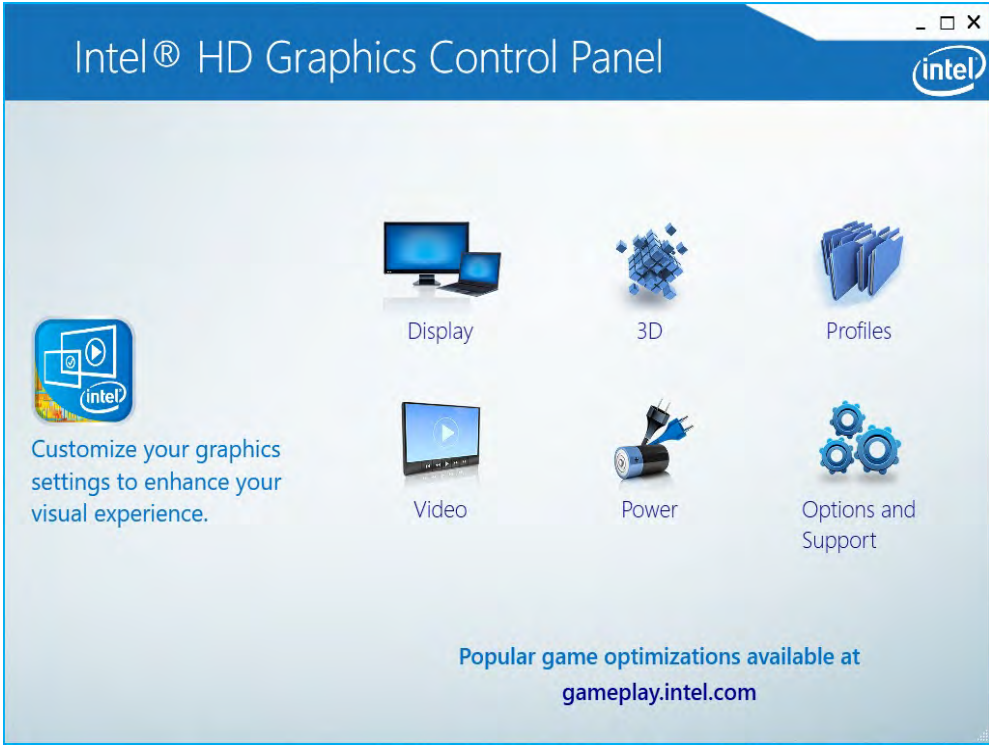 Intel® HD Graphics Control Panel
intel
Display
3D
Profiles
intel
Customize your graphics
settings to enhance your
visual experience.
Video
Power
Options and
Support
Popular game optimizations available at
gameplay.intel.com